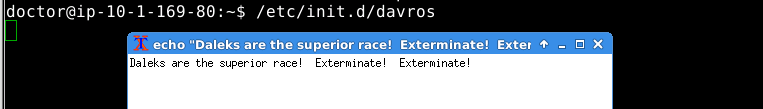 doctor@ip-10-1-169-80:~$ /etc/init.d/davros
echo "Daleks are the superior race!  Exterminate!  Exter
Daleks are the superior race!  Exterminate!  Exterminate!